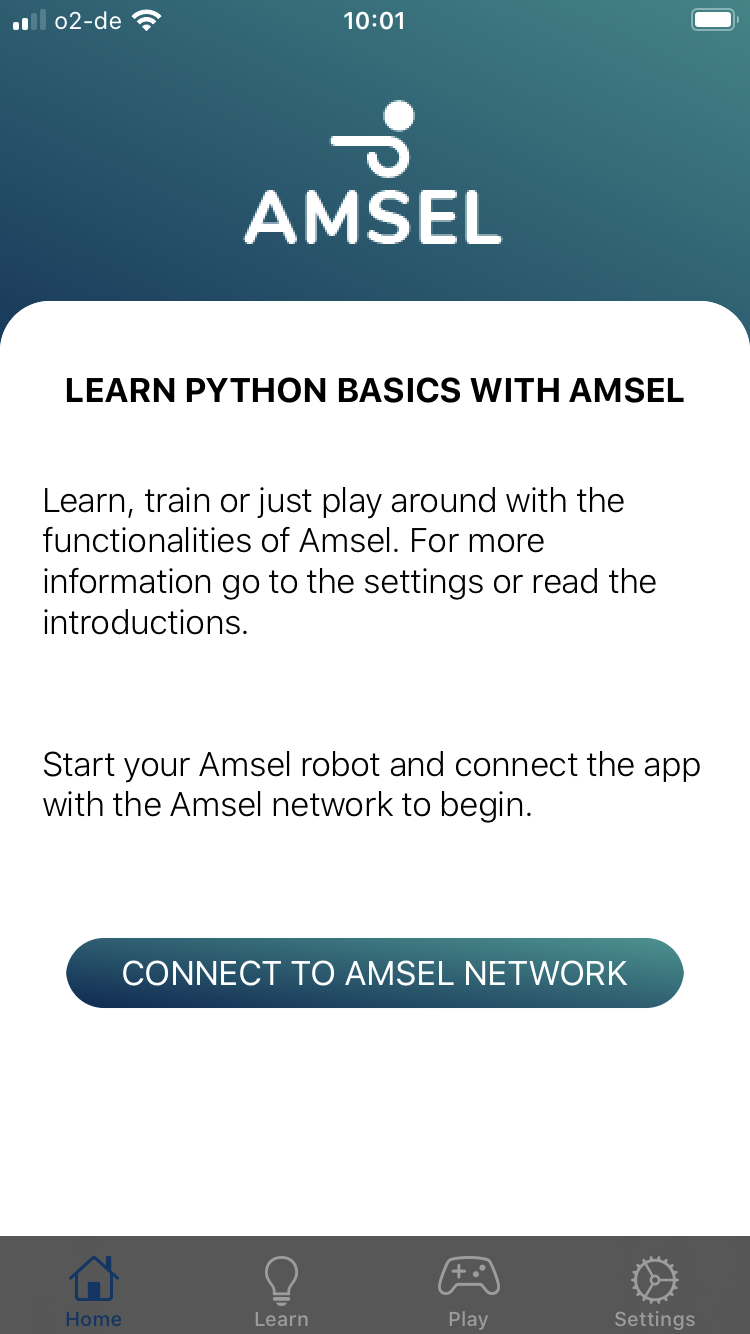 o2-de 10:01
AMSEL
LEARN PYTHON BASICS WITH AMSEL
Learn, train or just play around with the
functionalities of Amsel. For more
information go to the settings or read the
introductions.
Start your Amsel robot and connect the app
with the Amsel network to begin.
CONNECT TO AMSEL NETWORK
Home Learn Play Settings